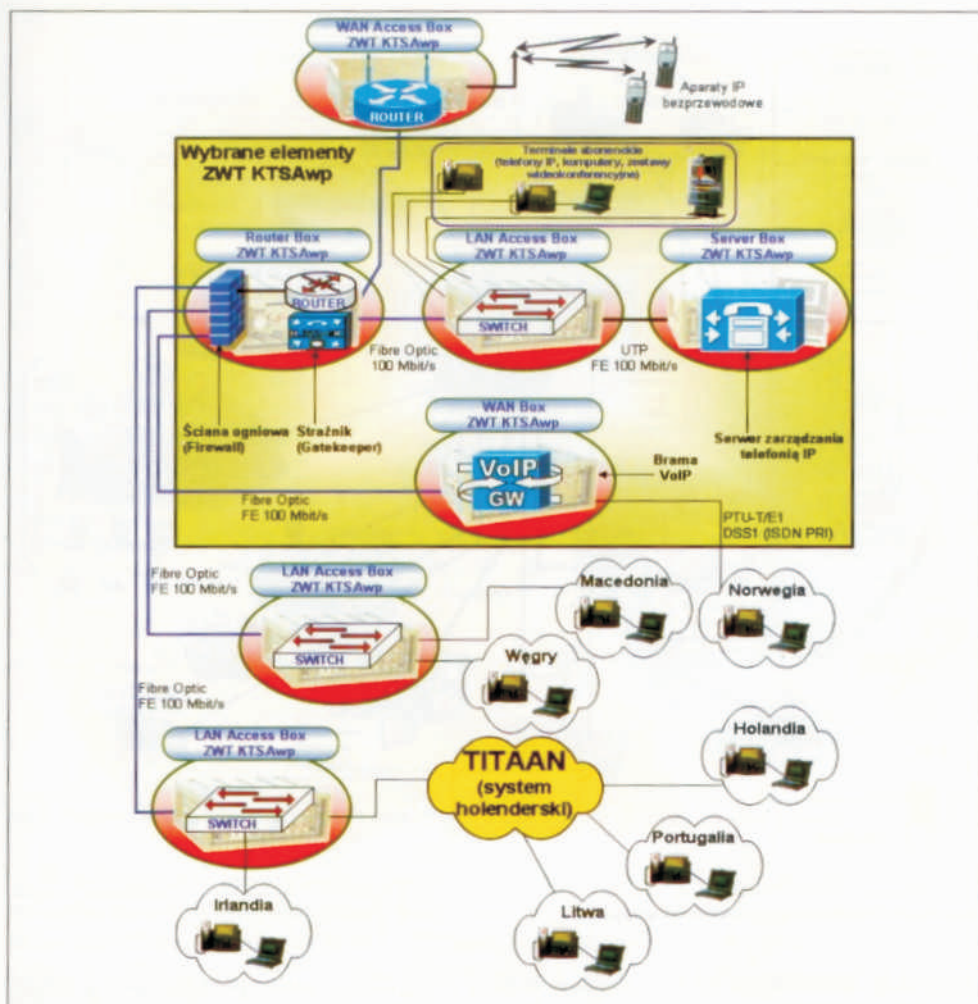 WAN Access Box
ZWT KTSAwp
ROUTER
Aparaty IP
bezprzewodowe
Wybrane elementy
ZWT KTSAwp
Terminale abonenckie
(telefony IP, komputery, zestawy
wideokonferencyjne)
Router Box
ZWT KTSAwp
ROUTER
LAN Access Box
ZWT KTSAwp
SWITCH
Server Box
ZWT KTSAwp
Fibre Optic
100 Mbit/s
UTP
FE 100 Mbit/s
Ściana ogniowa
(Firewall)
Strażnik
(Gatekeeper)
WAN Box
ZWT KTSAwp
VoIP
GW
Brama
VoIP
Serwer zarządzania
telefonią IP
Fibre Optic
FE 100 Mbit/s
PTU-T/E1
DSS1 (ISDN PRI)
Fibre Optic
FE 100 Mbit/s
LAN Access Box
ZWT KTSAwp
SWITCH
Macedonia
Norwegia
Węgry
Fibre Optic
FE 100 Mbit/s
LAN Access Box
ZWT KTSAwp
SWITCH
TITAAN
(system
holenderski)
Holandia
Portugalia
Litwa
Irlandia